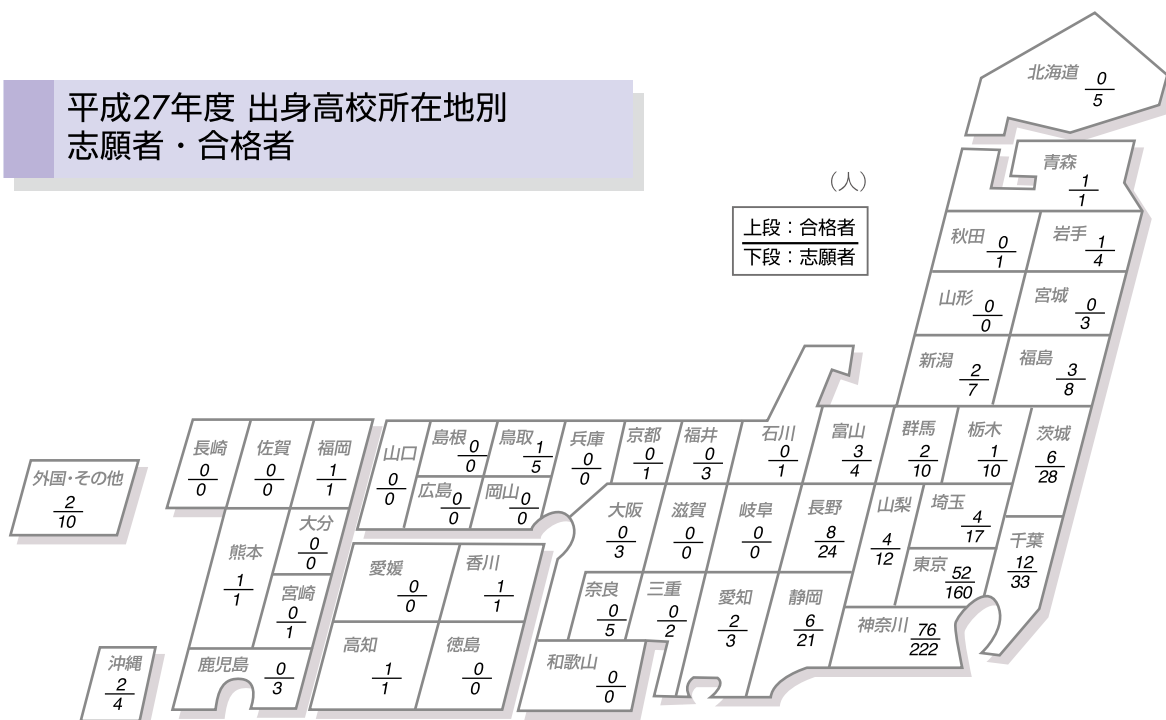 平成27年度 出身高校所在地別
志願者・合格者
（人）
上段：合格者
下段：志願者
北海道
0
5
青森
1
1
秋田
0
1
岩手
1
4
山形
0
0
宮城
0
3
新潟
2
7
福島
3
8
長崎
0
0
佐賀
0
0
福岡
1
1
山口
0
0
島根
0
0
鳥取
1
5
兵庫
0
0
京都
0
1
福井
0
3
石川
0
1
富山
3
4
群馬
2
10
栃木
1
10
茨城
6
28
外国・その他
2
10
広島
0
0
岡山
0
0
大阪
0
3
滋賀
0
0
岐阜
0
0
長野
8
24
山梨
4
12
埼玉
4
17
千葉
12
33
熊本
1
1
大分
0
0
愛媛
0
0
香川
1
1
東京
52
160
宮崎
0
1
奈良
0
5
三重
0
2
愛知
2
3
静岡
6
21
神奈川
76
222
沖縄
2
4
鹿児島
0
3
高知
1
1
徳島
0
0
和歌山
0
0